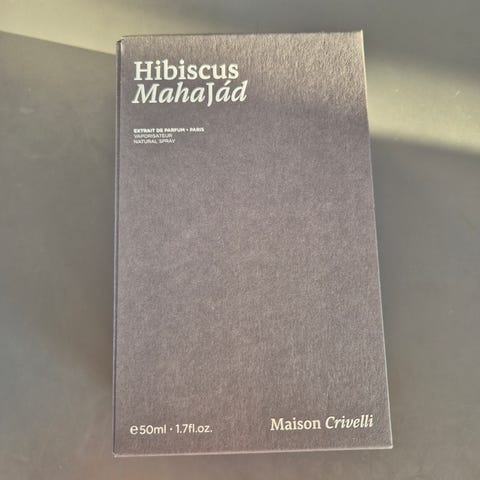 Hibiscus
MahaJád
EXTRAIT DE PARFUM • PARIS
VAPORISATEUR
NATURAL SPRAY
℮50ml · 1.7fl.oz.
Maison Crivelli